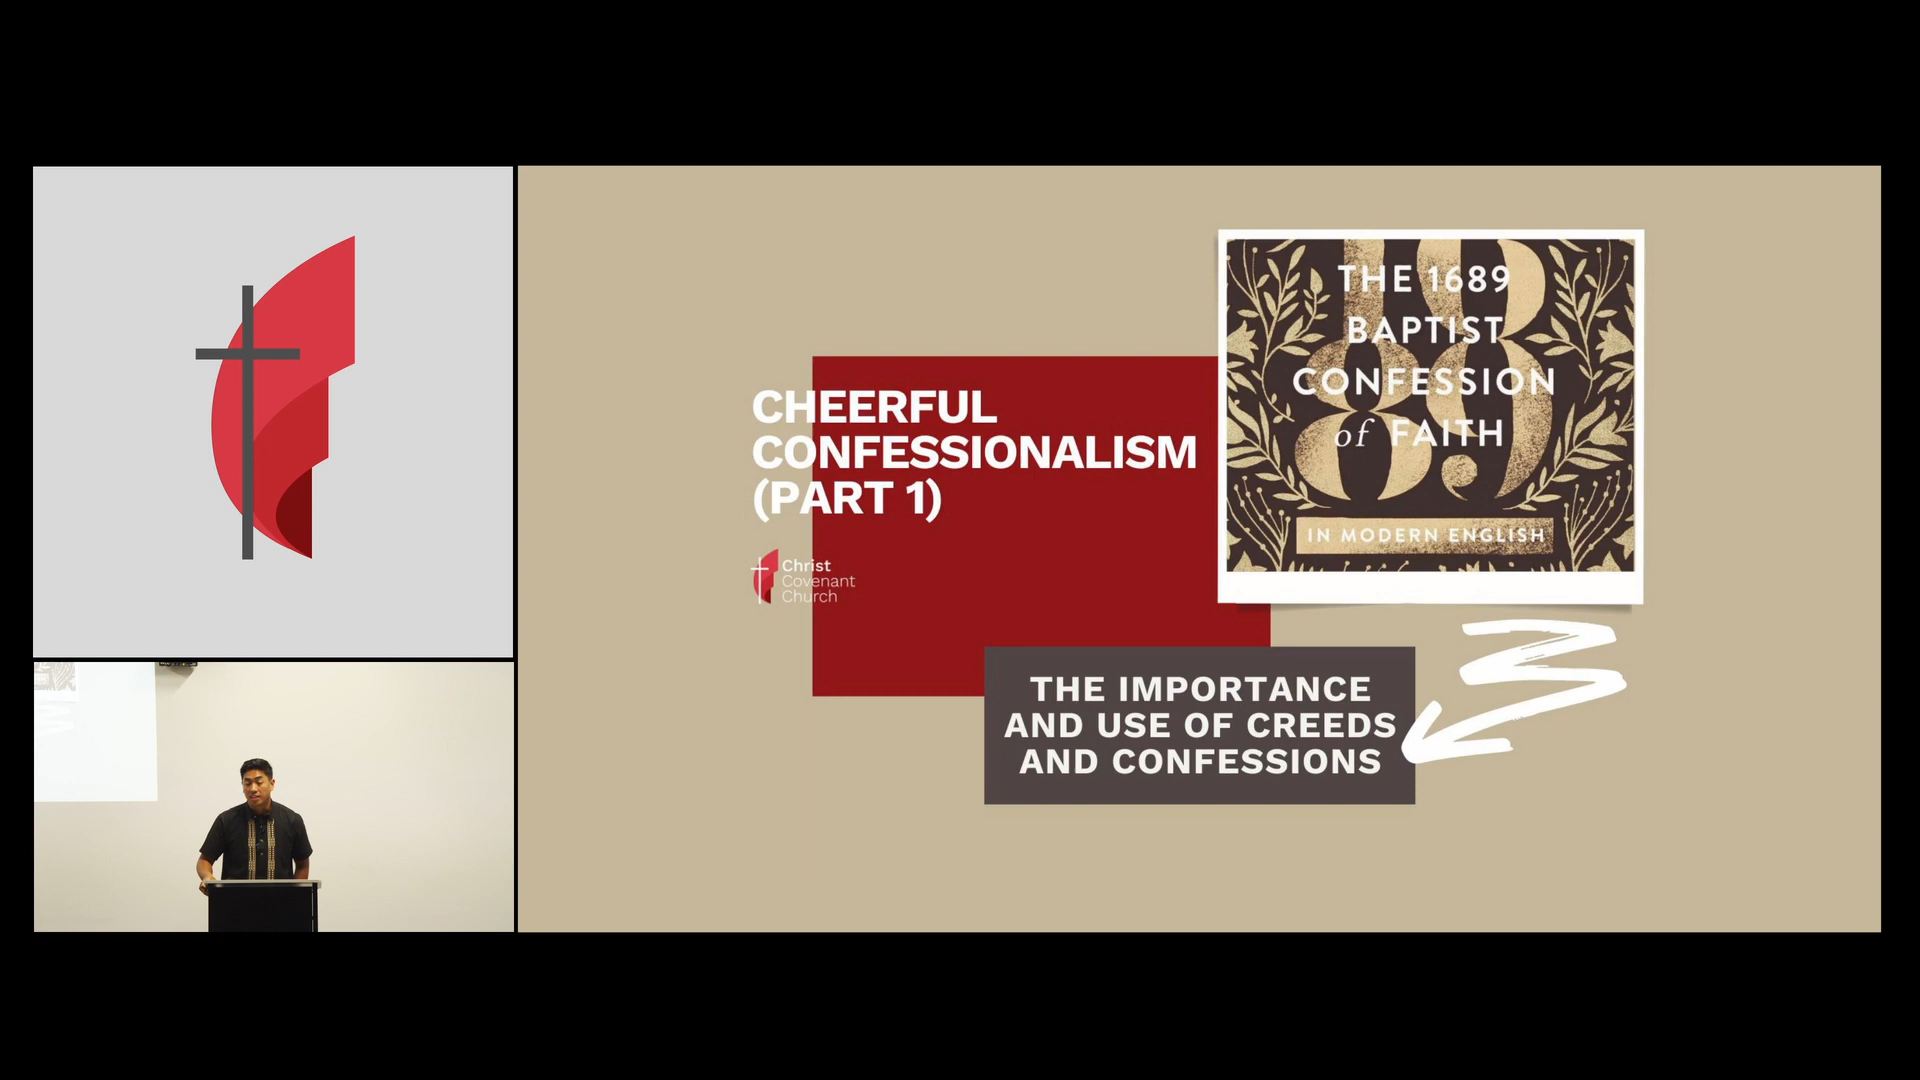 CHEERFUL
CONFESSIONALISM
(PART 1)
Christ
Covenant
Church
THE 1689
BAPTIST
CONFESSION
of FAITH
IN MODERN ENGLISH
THE IMPORTANCE
AND USE OF CREEDS
AND CONFESSIONS